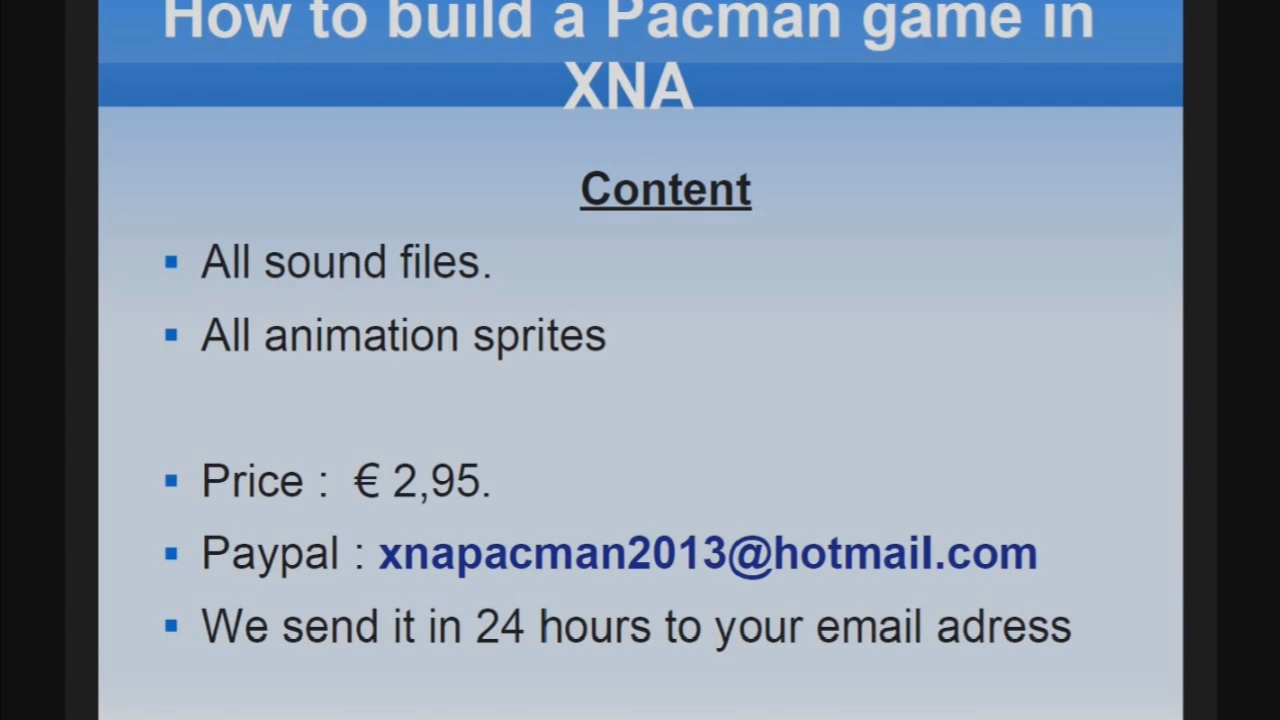 How to build a Pacman game in
XNA
Content
All sound files.
All animation sprites
Price : € 2,95.
Paypal : xnapacman2013@hotmail.com
We send it in 24 hours to your email adress